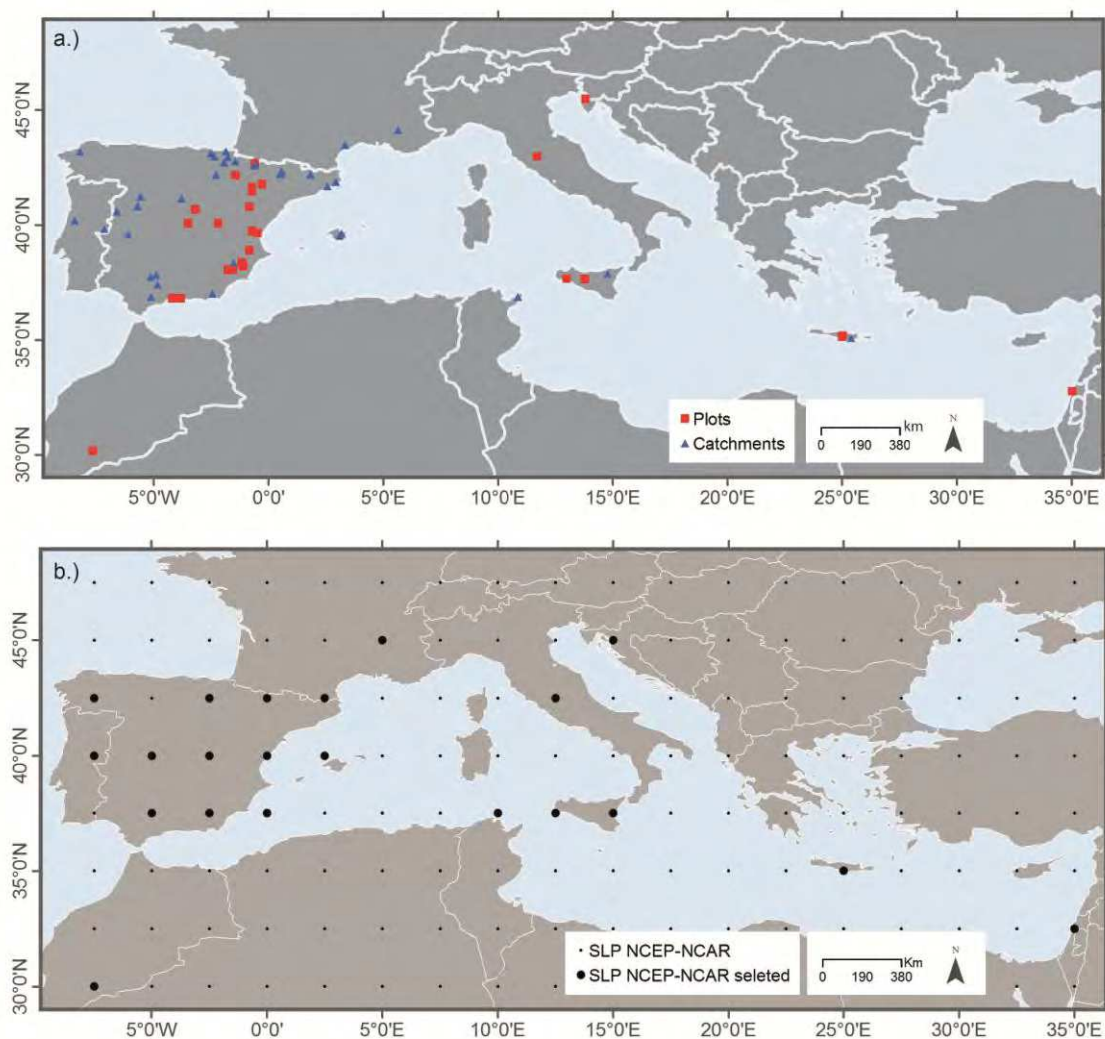 a.)
45°0'N
40°0'N
35°0'N
30°0'N
Plots
Catchments
km
0 190 380
N
5°0'W 0°0' 5°0'E 10°0'E 15°0'E 20°0'E 25°0'E 30°0'E 35°0'E
b.)
45°0'N
40°0'N
35°0'N
30°0'N
SLP NCEP-NCAR
SLP NCEP-NCAR seleted
Km
0 190 380
N
5°0'W 0°0' 5°0'E 10°0'E 15°0'E 20°0'E 25°0'E 30°0'E 35°0'E